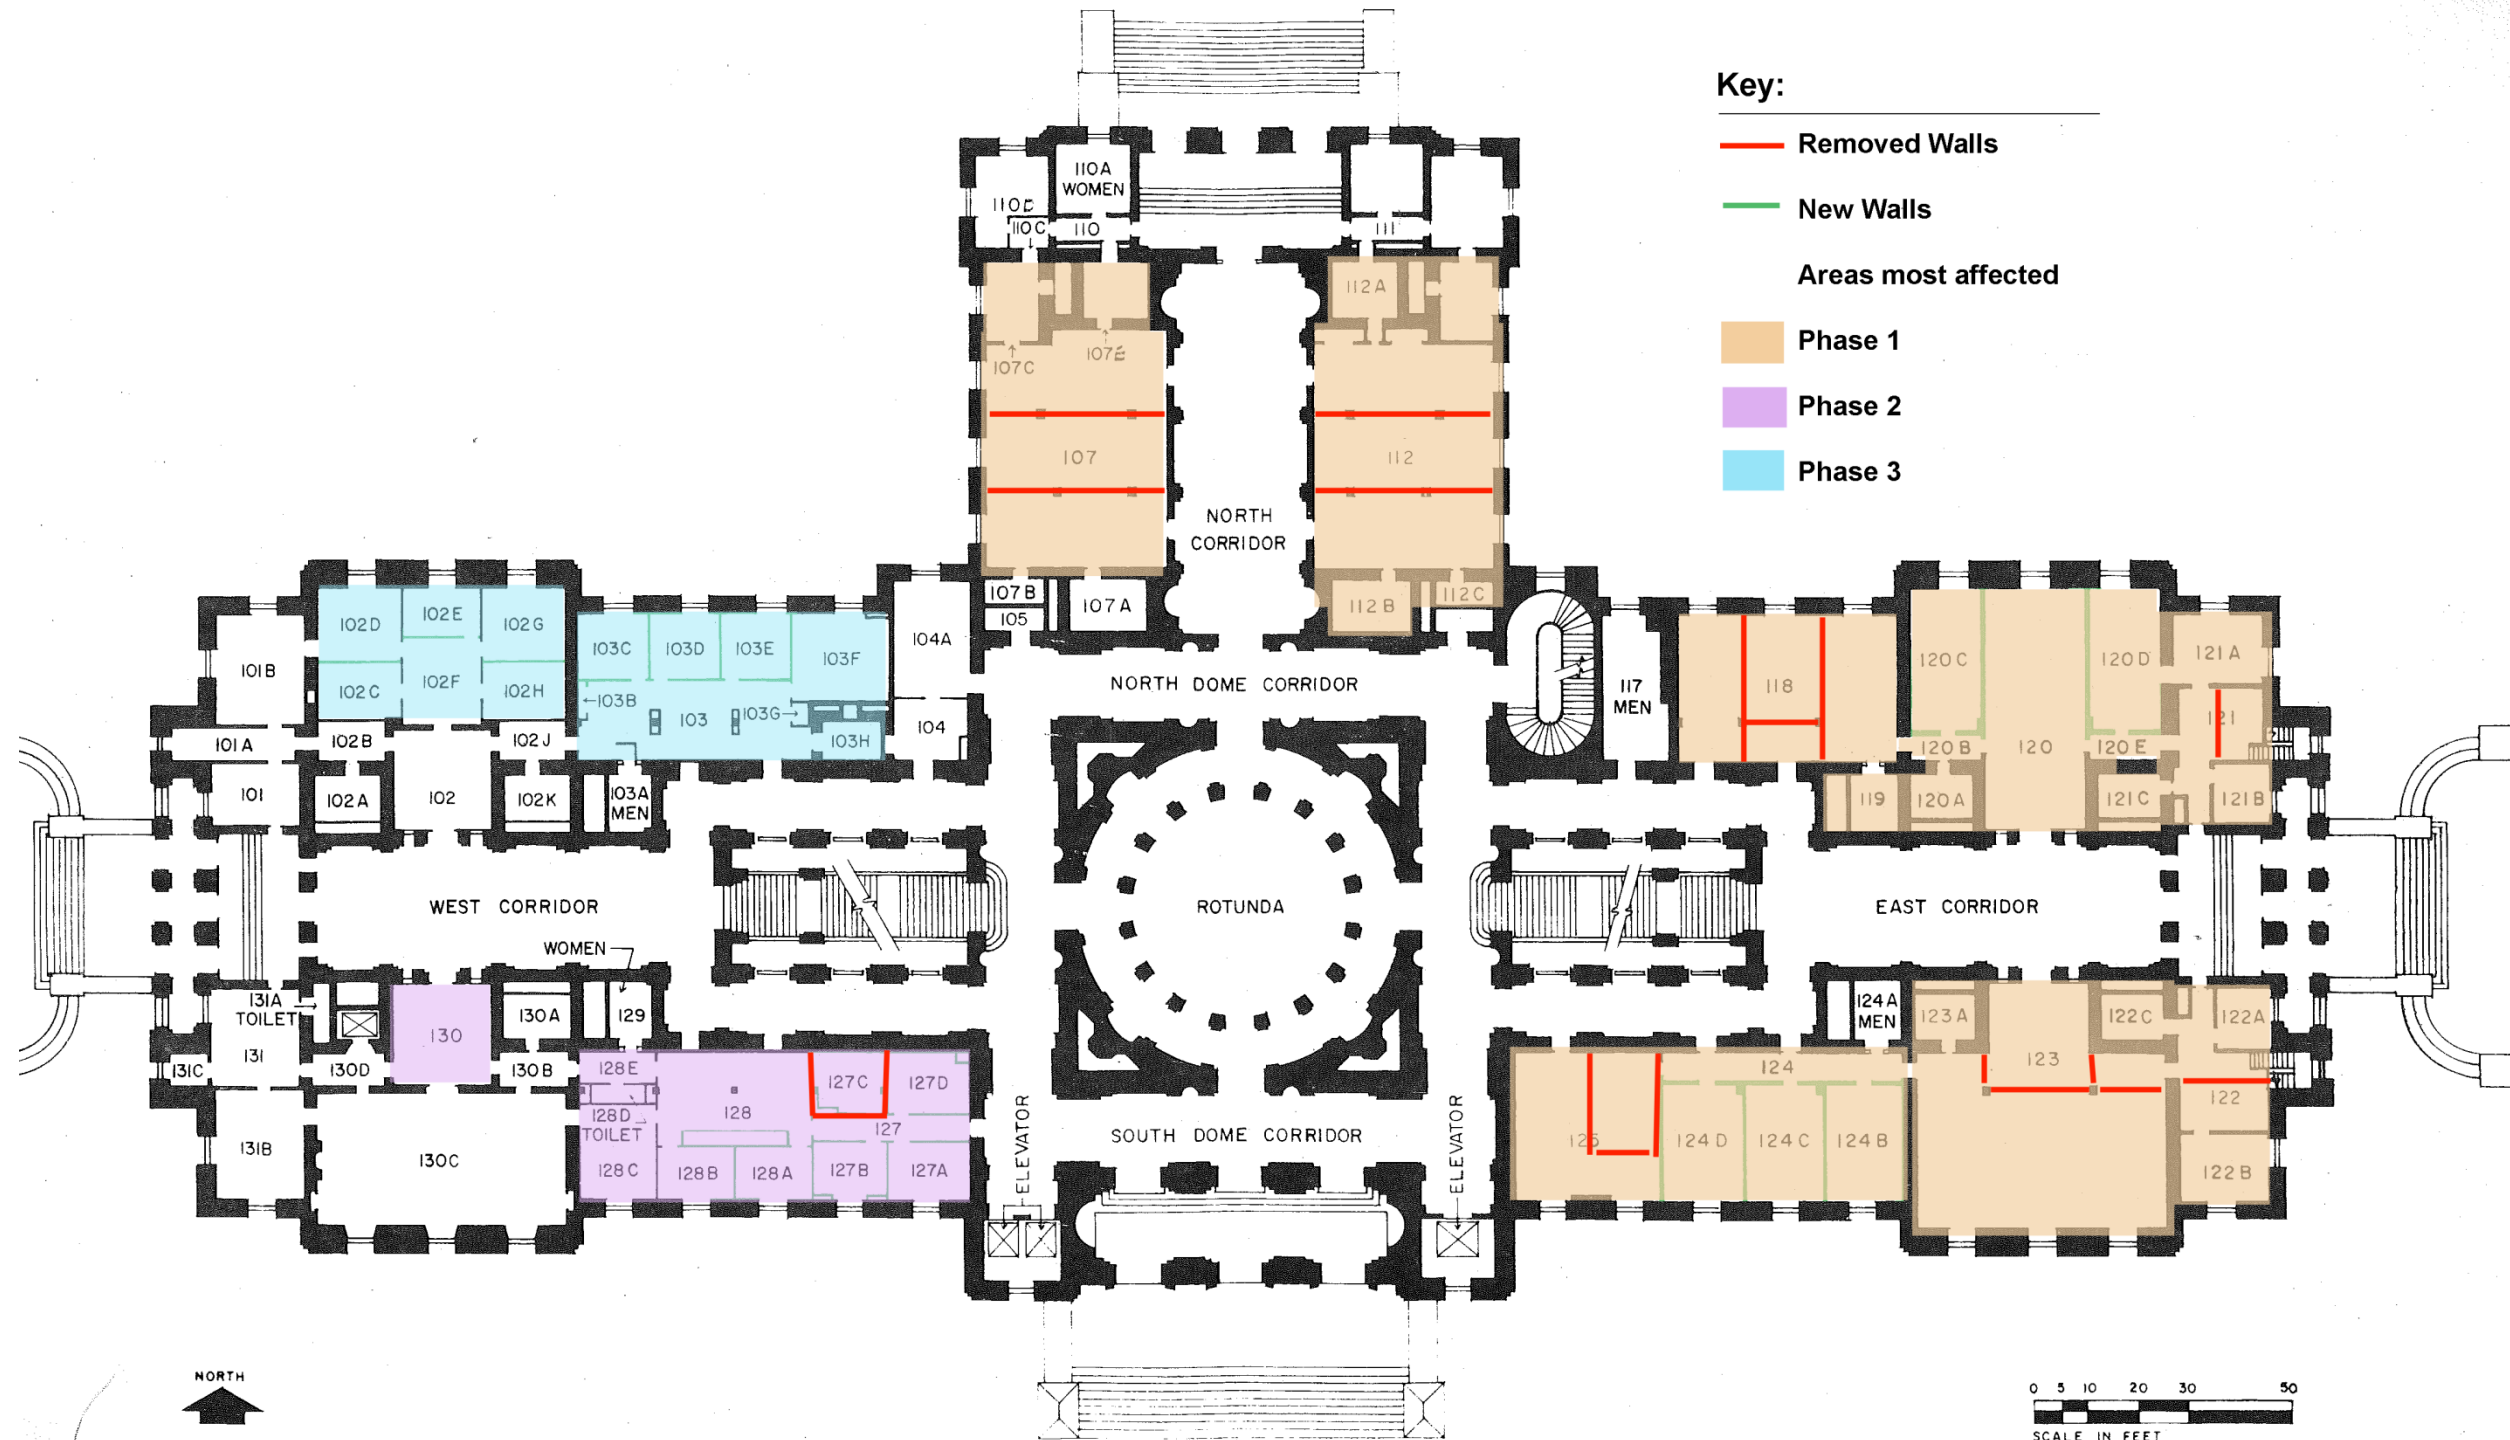 Key:
Removed Walls
New Walls
Areas most affected
Phase 1
Phase 2
Phase 3
110A
WOMEN
110D
110C
110
111
112A
107C
107E
107
112
NORTH
CORRIDOR
107B
105
107A
112B
112C
102D
102E
102G
102C
102F
102H
101B
103C
103D
103E
103F
104A
103B
103
103G
103H
104
101A
102B
102J
101
102A
102
102K
103A
MEN
NORTH DOME CORRIDOR
117
MEN
118
120C
120D
121A
121
120B
120
120E
119
120A
121C
121B
WEST CORRIDOR
ROTUNDA
EAST CORRIDOR
WOMEN
131A
TOILET
130
130A
129
131
131C
130D
130B
128E
128D
TOILET
128
127C
127D
127
128C
128B
128A
127B
127A
131B
130C
ELEVATOR
SOUTH DOME CORRIDOR
ELEVATOR
124A
MEN
123A
122C
122A
123
124
125
124D
124C
124B
122
122B
NORTH
0 5 10 20 30 50
SCALE IN FEET